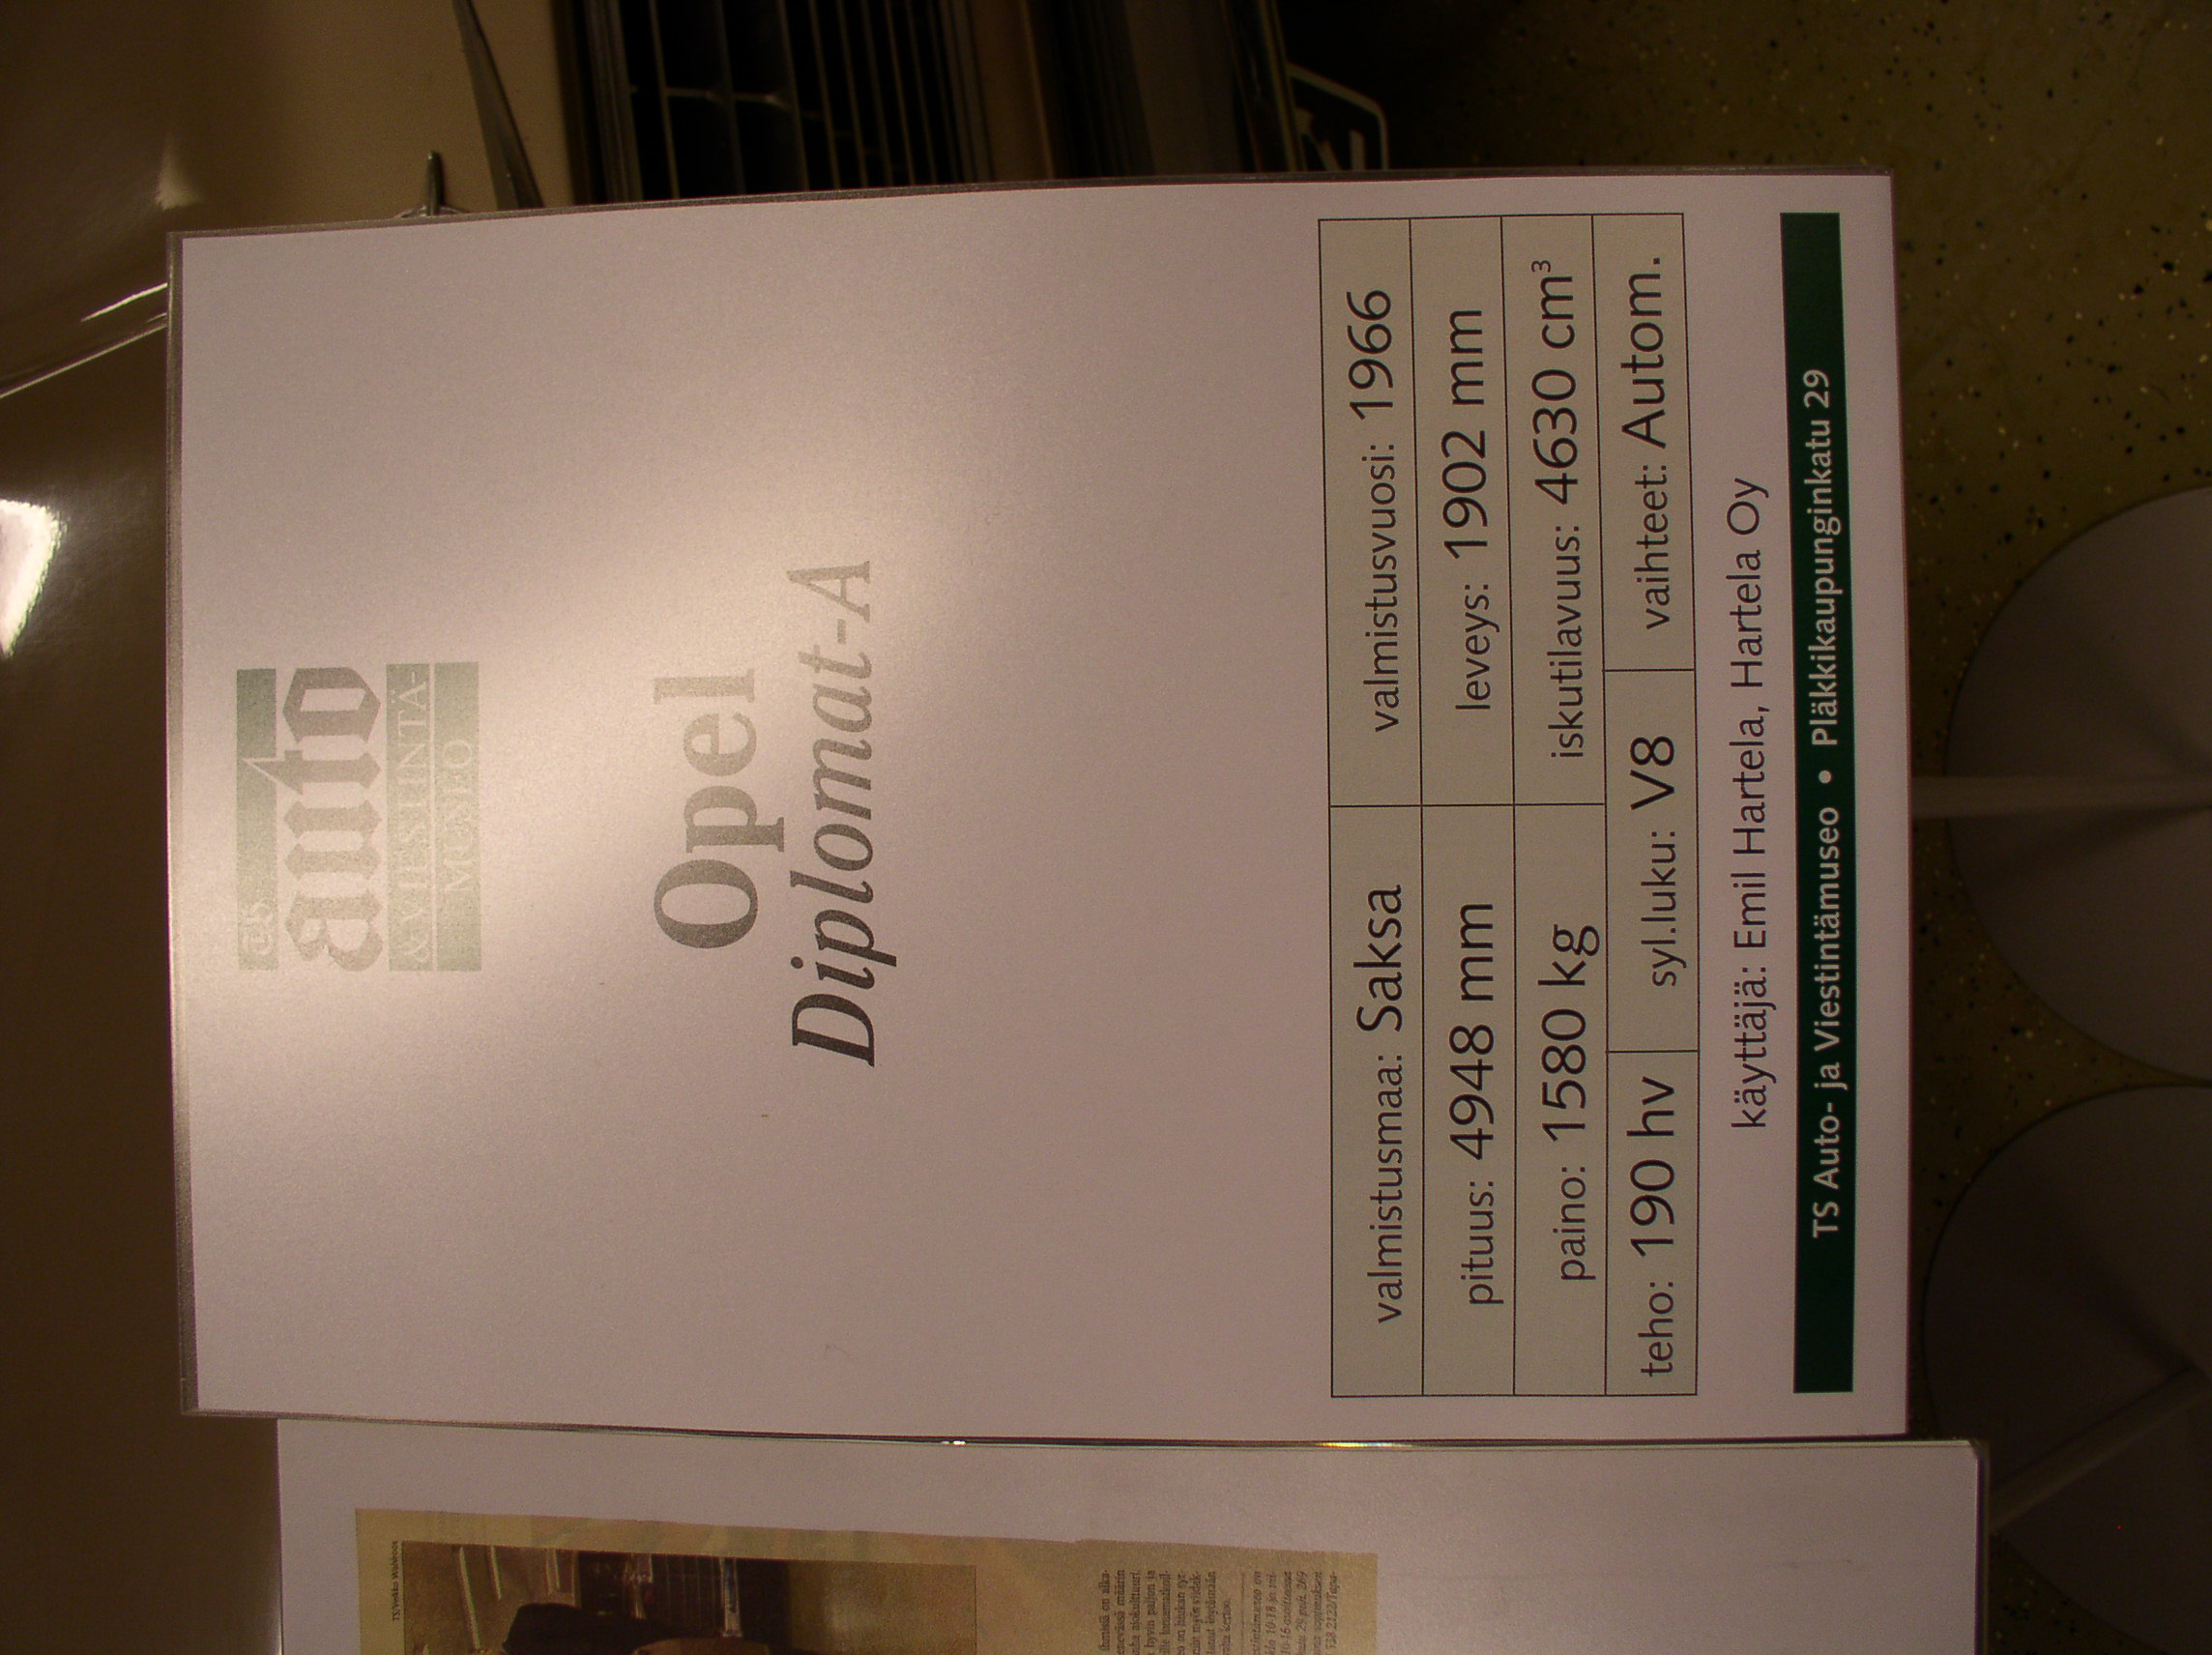 TS
auto
& VIESTINTÄ-
MUSEO
Opel
Diplomat-A
valmistusmaa: Saksa valmistusvuosi: 1966
pituus: 4948 mm leveys: 1902 mm
paino: 1580 kg iskutilavuus: 4630 cm³
teho: 190 hv syl.luku: V8 vaihteet: Autom.
käyttäjä: Emil Hartela, Hartela Oy
TS Auto- ja Viestintämuseo • Pläkkikaupunginkatu 29